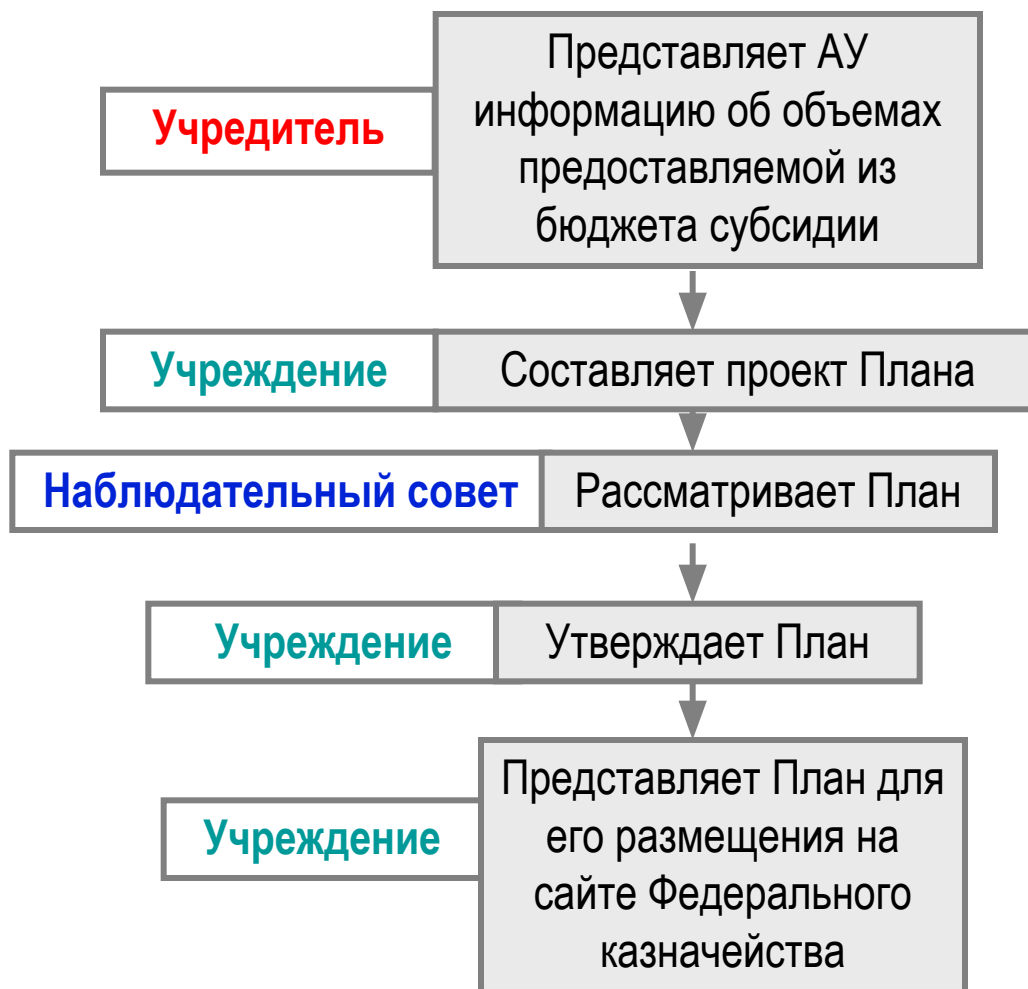 Учредитель
Представляет АУ
информацию об объемах
предоставляемой из
бюджета субсидии
Учреждение
Составляет проект Плана
Наблюдательный совет
Рассматривает План
Учреждение
Утверждает План
Учреждение
Представляет План для
его размещения на
сайте Федерального
казначейства